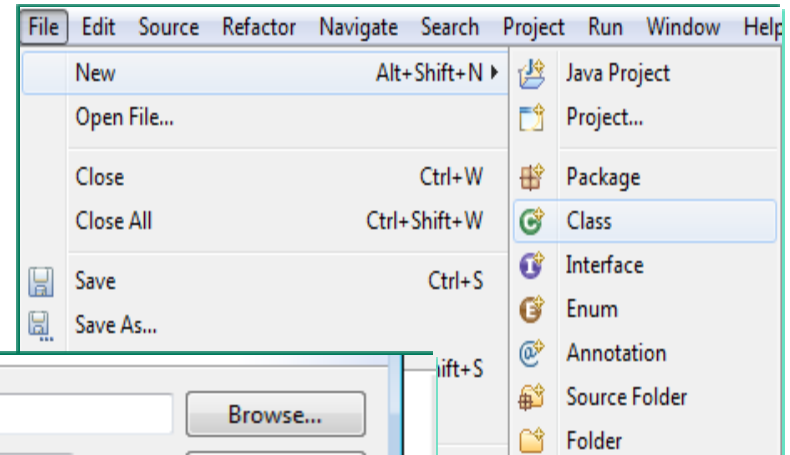 File Edit Source Refactor Navigate Search Project Run Window Help
New Alt+Shift+N
Open File...
Close Ctrl+W
Close All Ctrl+Shift+W
Save Ctrl+S
Save As...
ift+S
Java Project
Project...
Package
Class
Interface
Enum
Annotation
Source Folder
Folder
Browse...